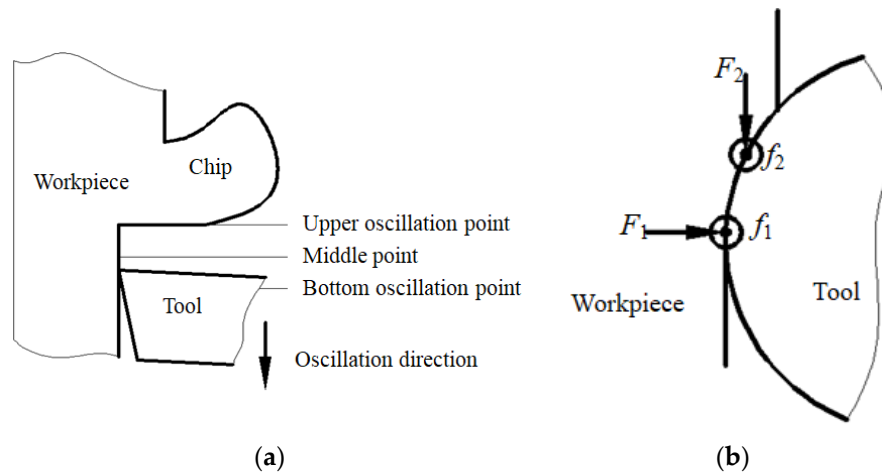 Workpiece
Chip
Upper oscillation point
Middle point
Bottom oscillation point
Tool
Oscillation direction
(a)
F2
f2
F1
f1
Workpiece
Tool
(b)